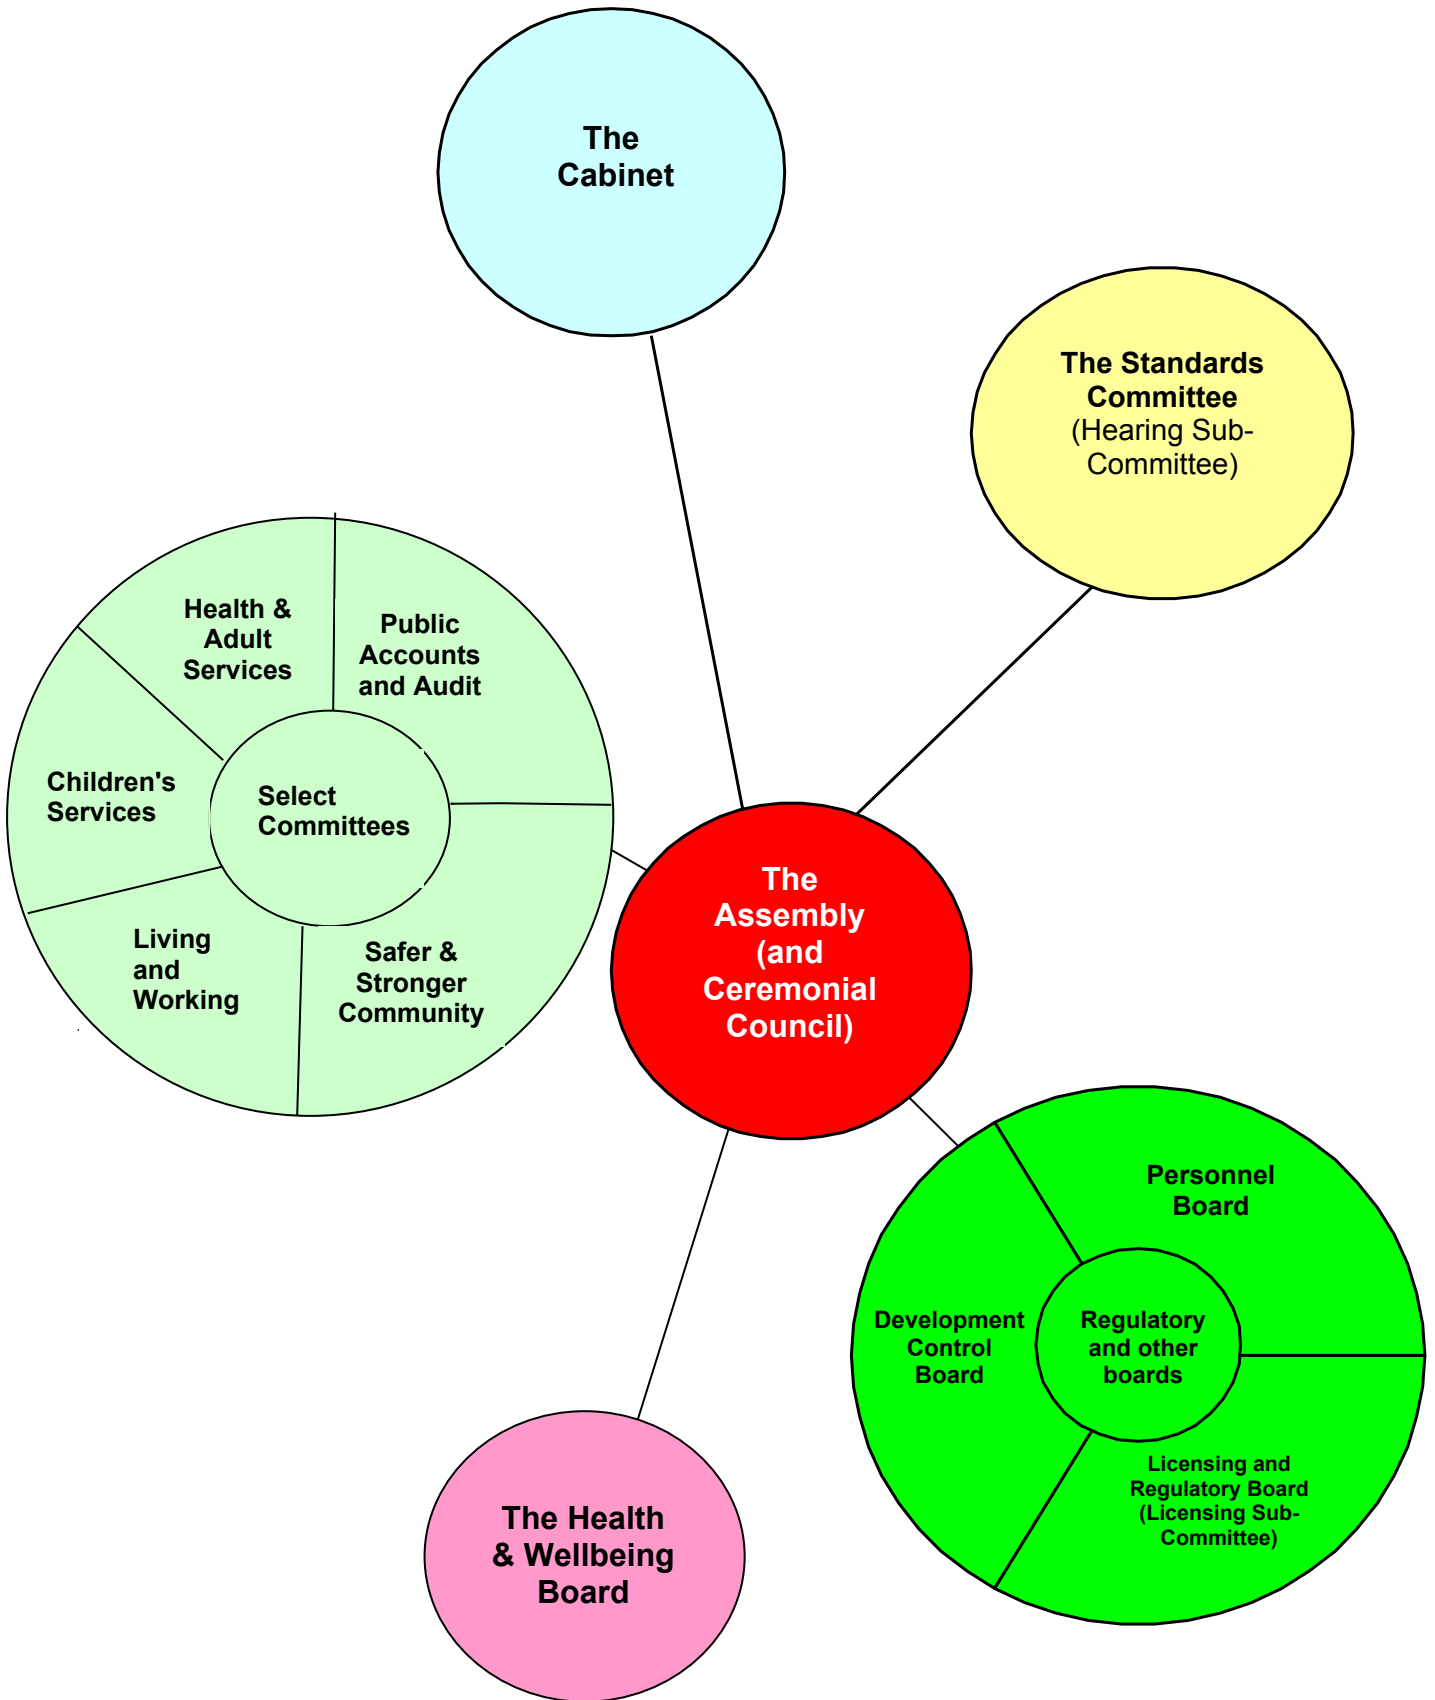 The
Cabinet
The Standards
Committee
(Hearing Sub-
Committee)
Health &
Adult
Services
Public
Accounts
and Audit
Children's
Services
Select
Committees
Living
and
Working
Safer &
Stronger
Community
The
Assembly
(and
Ceremonial
Council)
Personnel
Board
Development
Control
Board
Regulatory
and other
boards
Licensing and
Regulatory Board
(Licensing Sub-
Committee)
The Health
& Wellbeing
Board